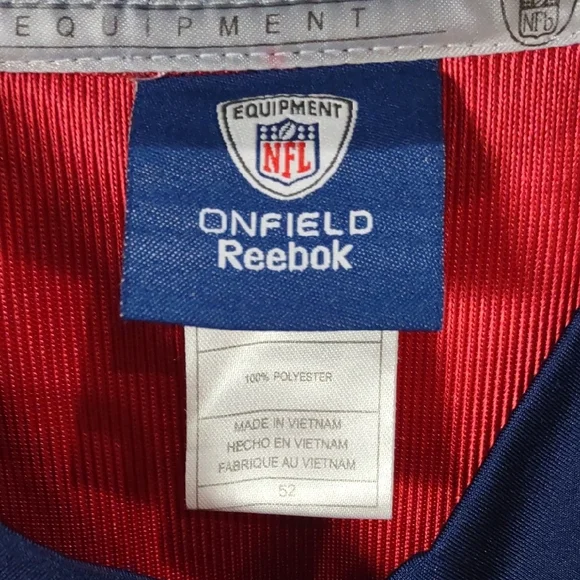 EQUIPMENT
NFL
EQUIPMENT
NFL
ONFIELD
Reebok
100% POLYESTER
MADE IN VIETNAM
HECHO EN VIETNAM
FABRIQUE AU VIETNAM
52